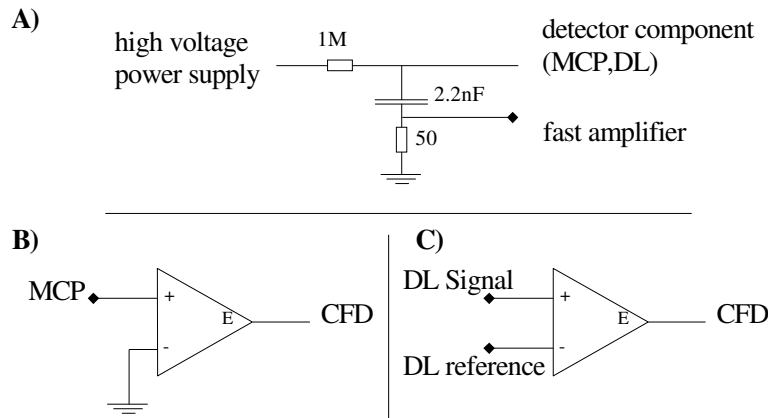 A)
high voltage
power supply
1M
detector component
(MCP,DL)
2.2nF
50
fast amplifier
B)
MCP
+
-
E
CFD
C)
DL Signal
DL reference
+
-
E
CFD